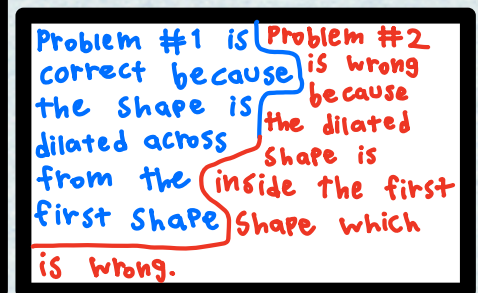 Problem #1 is
correct because
the shape is
dilated across
from the
first shape
Problem #2
is wrong
because
the dilated
shape is
inside the first
shape which
is wrong.